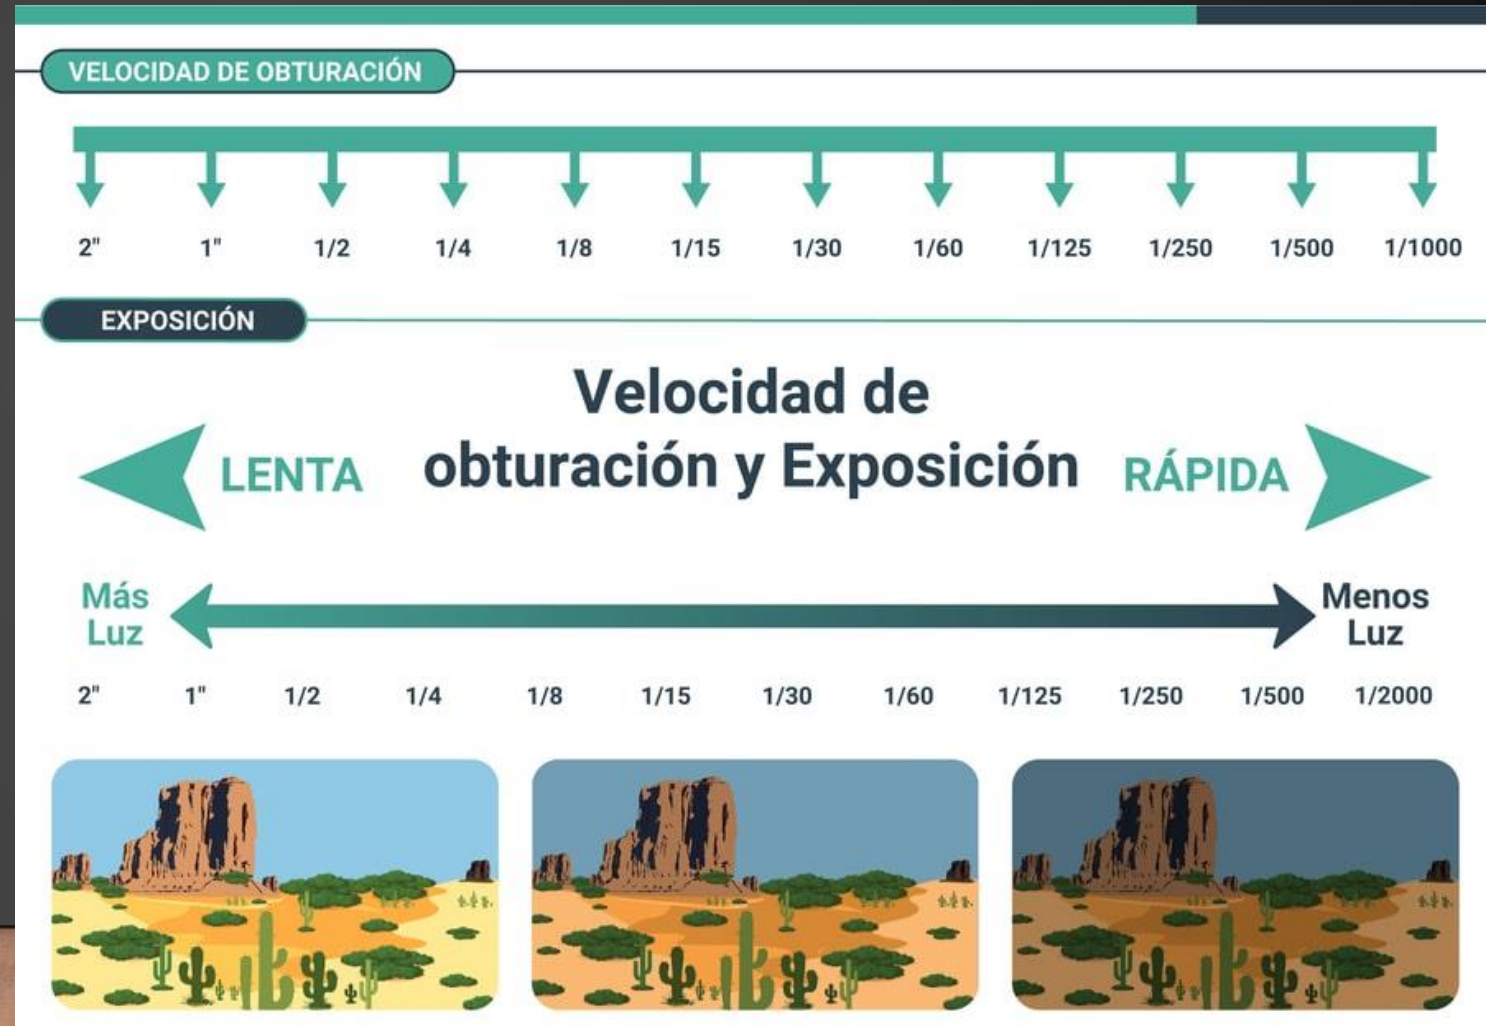 VELOCIDAD DE OBTURACIÓN
2" 1" 1/2 1/4 1/8 1/15 1/30 1/60 1/125 1/250 1/500 1/1000
EXPOSICIÓN
Velocidad de
obturación y Exposición
LENTA
RÁPIDA
Más
Luz
Menos
Luz
2" 1" 1/2 1/4 1/8 1/15 1/30 1/60 1/125 1/250 1/500 1/2000